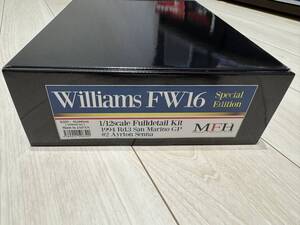 Williams FW16 Special
Edition
1/12scale Fulldetail Kit
1994 Rd.3 San Marino GP
#2 Ayrton Senna
MFH
Made in JAPAN